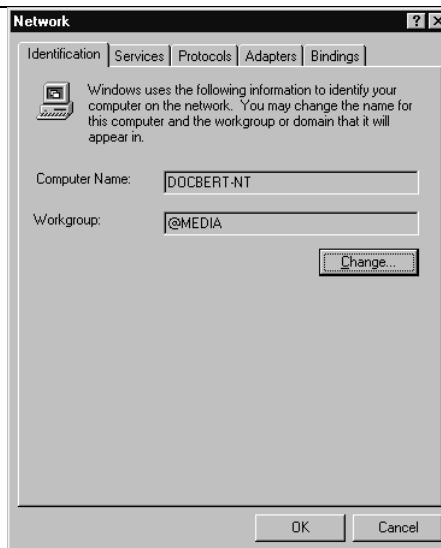 Network
Identification Services Protocols Adapters Bindings
Windows uses the following information to identify your
computer on the network. You may change the name for
this computer and the workgroup or domain that it will
appear in.
Computer Name: DOCBERT-NT
Workgroup: @MEDIA
Change...
OK Cancel